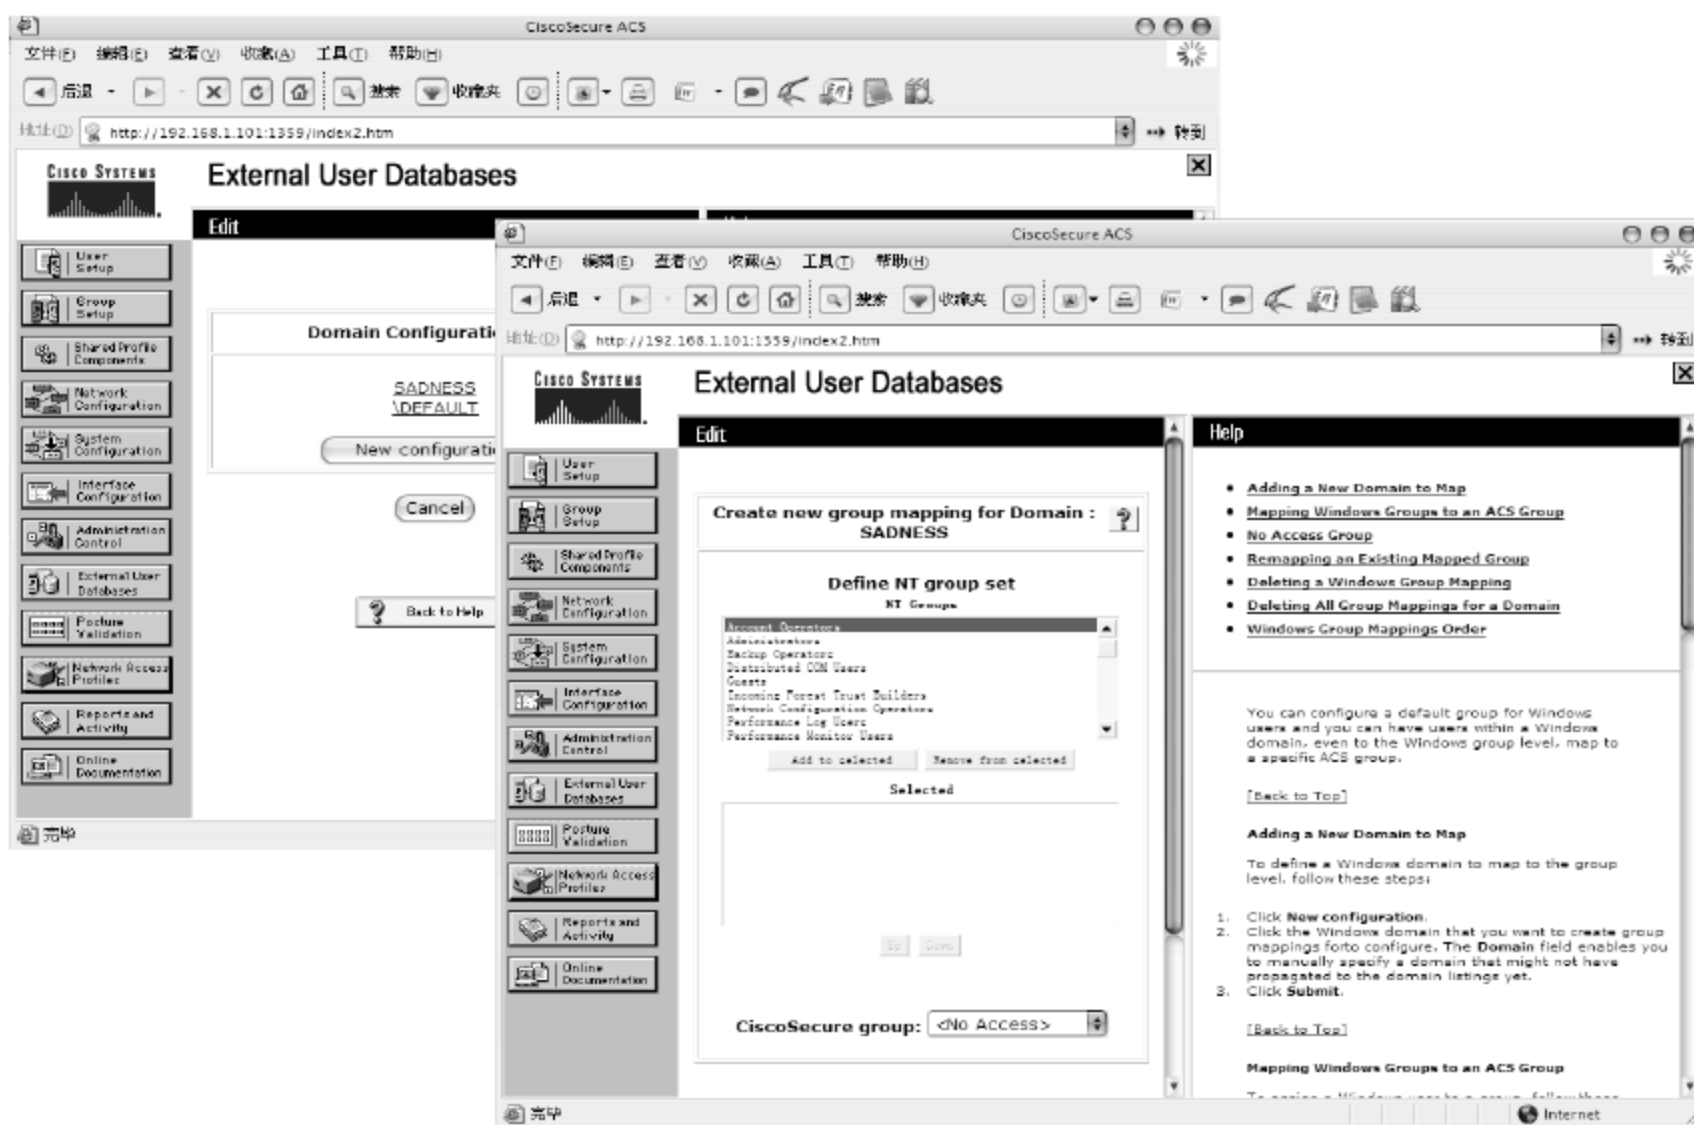 CiscoSecure ACS
文件(F) 编辑(E) 查看(V) 收藏(A) 工具(T) 帮助(H)
后退 搜索 收藏夹
地址(D) http://192.168.1.101:1359/index2.htm 转到
CISCO SYSTEMS
External User Databases
Edit
User
Setup
Group
Setup
Shared Profile
Components
Network
Configuration
System
Configuration
Interface
Configuration
Administration
Control
External User
Databases
Posture
Validation
Network Access
Profiles
Reports and
Activity
Online
Documentation
Domain Configurati
SADNESS
\DEFAULT
New configurati
Cancel
Back to Help
完毕
CiscoSecure ACS
文件(F) 编辑(E) 查看(V) 收藏(A) 工具(T) 帮助(H)
后退 搜索 收藏夹
地址(D) http://192.168.1.101:1359/index2.htm 转到
CISCO SYSTEMS
External User Databases
Edit
User
Setup
Group
Setup
Shared Profile
Components
Network
Configuration
System
Configuration
Interface
Configuration
Administration
Control
External User
Databases
Posture
Validation
Network Access
Profiles
Reports and
Activity
Online
Documentation
Create new group mapping for Domain :
SADNESS
Define NT group set
NT Groups
Account Operators
Administrators
Backup Operators
Distributed COM Users
Guests
Incoming Forest Trust Builders
Network Configuration Operators
Performance Log Users
Performance Monitor Users
Add to selected Remove from selected
Selected
Up Down
CiscoSecure group: <No Access>
Help
Adding a New Domain to Map
Mapping Windows Groups to an ACS Group
No Access Group
Remapping an Existing Mapped Group
Deleting a Windows Group Mapping
Deleting All Group Mappings for a Domain
Windows Group Mappings Order
You can configure a default group for Windows
users and you can have users within a Windows
domain, even to the Windows group level, map to
a specific ACS group.
[Back to Top]
Adding a New Domain to Map
To define a Windows domain to map to the group
level, follow these steps:
1. Click New configuration.
2. Click the Windows domain that you want to create group
mappings forto configure. The Domain field enables you
to manually specify a domain that might not have
propagated to the domain listings yet.
3. Click Submit.
[Back to Top]
Mapping Windows Groups to an ACS Group
完毕
Internet